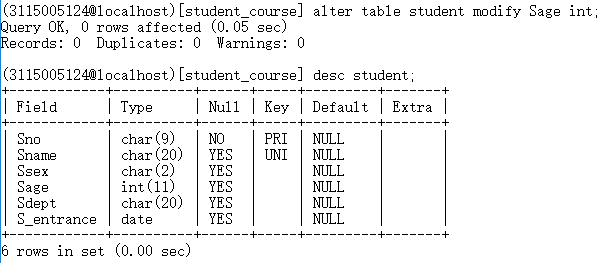 (3115005124@localhost)[student_course] alter table student modify Sage int;
Query OK, 0 rows affected (0.05 sec)
Records: 0  Duplicates: 0  Warnings: 0
(3115005124@localhost)[student_course] desc student;
+------------+----------+------+-----+---------+-------+
| Field      | Type     | Null | Key | Default | Extra |
+------------+----------+------+-----+---------+-------+
| Sno        | char(9)  | NO   | PRI | NULL    |       |
| Sname      | char(20) | YES  | UNI | NULL    |       |
| Ssex       | char(2)  | YES  |     | NULL    |       |
| Sage       | int(11)  | YES  |     | NULL    |       |
| Sdept      | char(20) | YES  |     | NULL    |       |
| S_entrance | date     | YES  |     | NULL    |       |
+------------+----------+------+-----+---------+-------+
6 rows in set (0.00 sec)